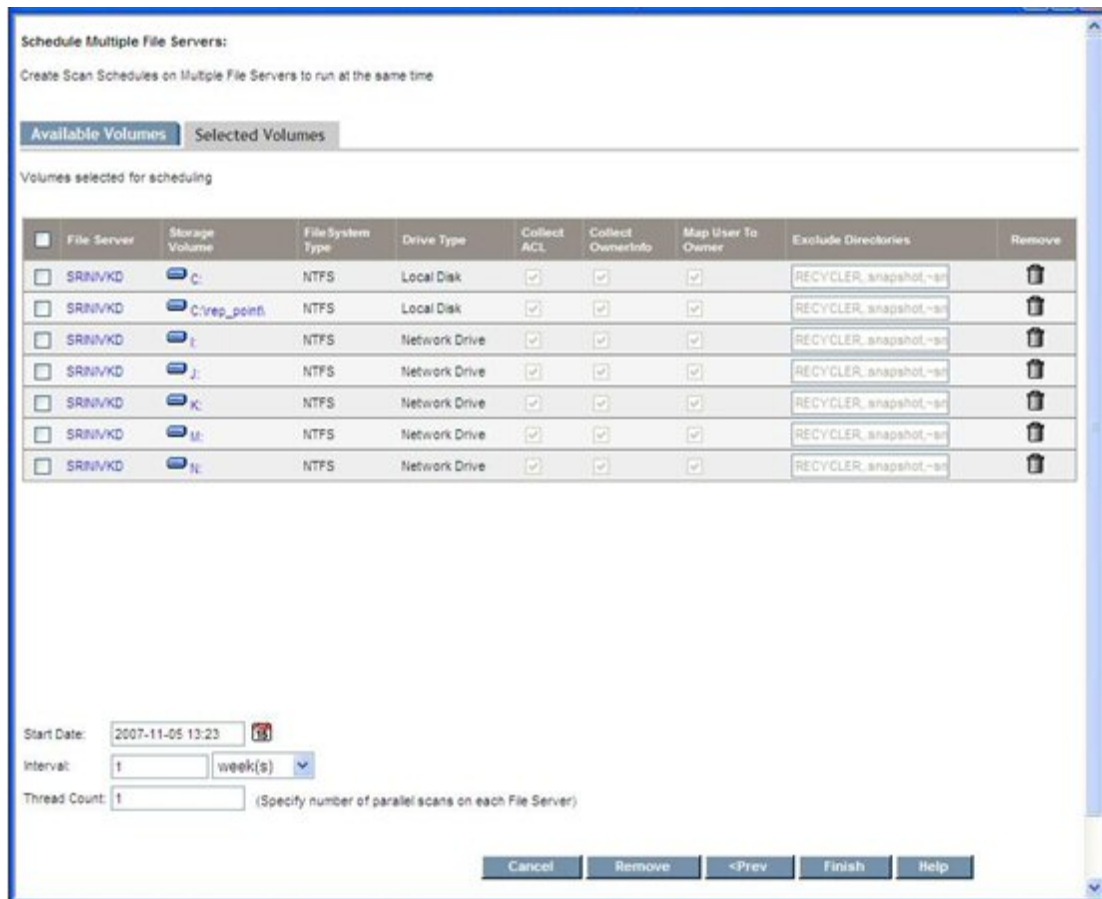 Schedule Multiple File Servers:
Create Scan Schedules on Multiple File Servers to run at the same time
Available Volumes Selected Volumes
Volumes selected for scheduling
File Server Storage Volume FileSystem Type Drive Type Collect ACL Collect OwnerInfo Map User To Owner Exclude Directories Remove
SRINIVKD C: NTFS Local Disk RECYCLER,.snapshot,~sn
SRINIVKD C:\rep_point\ NTFS Local Disk RECYCLER,.snapshot,~sn
SRINIVKD I: NTFS Network Drive RECYCLER,.snapshot,~sn
SRINIVKD J: NTFS Network Drive RECYCLER,.snapshot,~sn
SRINIVKD K: NTFS Network Drive RECYCLER,.snapshot,~sn
SRINIVKD M: NTFS Network Drive RECYCLER,.snapshot,~sn
SRINIVKD N: NTFS Network Drive RECYCLER,.snapshot,~sn
Start Date: 2007-11-05 13:23 15
Interval: 1 week(s)
Thread Count: 1 (Specify number of parallel scans on each File Server)
Cancel Remove <Prev Finish Help